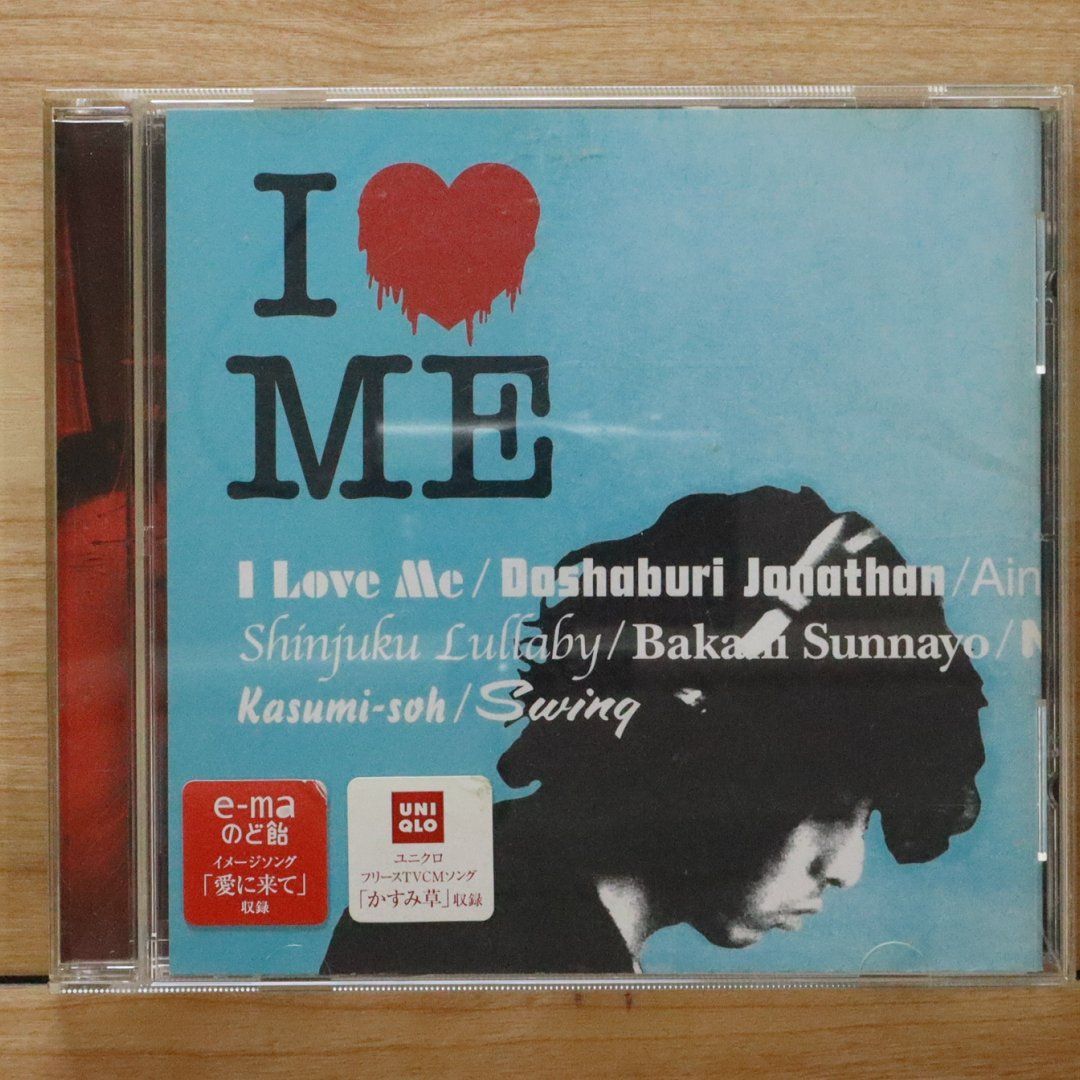 I
ME
I Love Me / Doshaburi Jonathan / Ain
Shinjuku Lullaby / Sunnayo /
Kasumi-soh / Swing
e-ma
のど飴
イメージソング
「愛に来て」
収録
UNI
QLO
ユニクロ
フリースTVCMソング
「かすみ草」収録